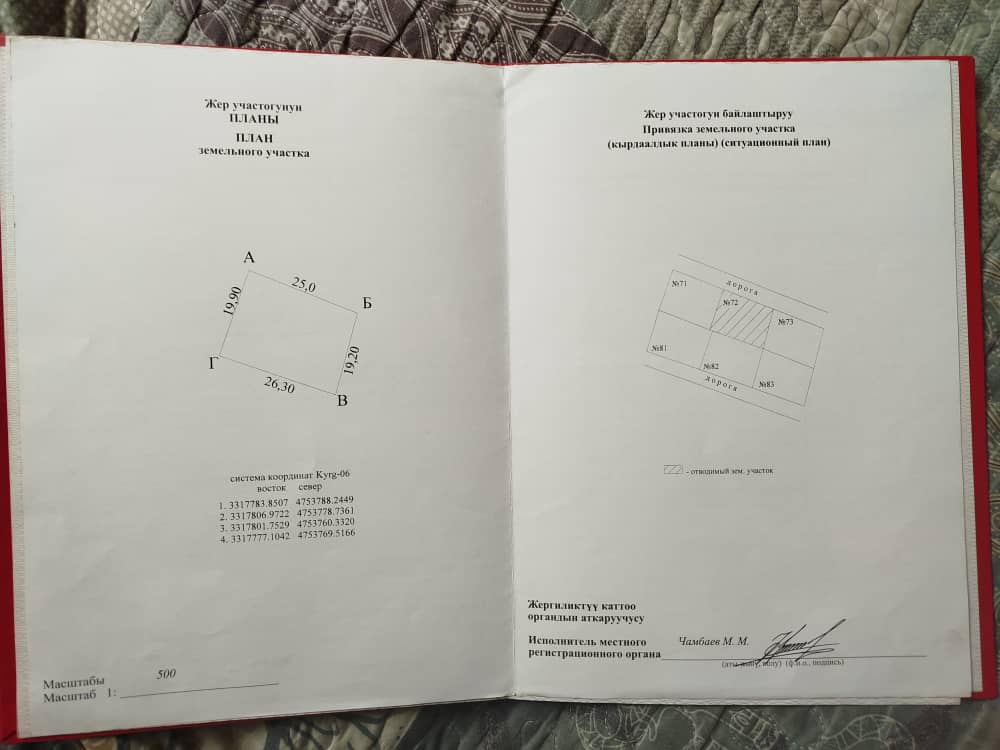 Жер участогунун
ПЛАНЫ
ПЛАН
земельного участка
А
25,0
Б
19,90
19,20
Г
26,30
В
система координат Kyrg-06
восток север
1. 3317783.8507 4753788.2449
2. 3317806.9722 4753778.7361
3. 3317801.7529 4753760.3320
4. 3317777.1042 4753769.5166
Масштабы
Масштаб 1: 500
Жер участогун байлаштыруу
Привязка земельного участка
(кырдаалдык планы) (ситуационный план)
дорога
№71
№72
№73
№81
№82
№83
дорога
- отводимый зем. участок
Жергиликтүү каттоо
органдын аткаруучусу
Исполнитель местного
регистрационного органа
Чамбаев М. М.
(аты-жөнү, колу) (ф.и.о., подпись)